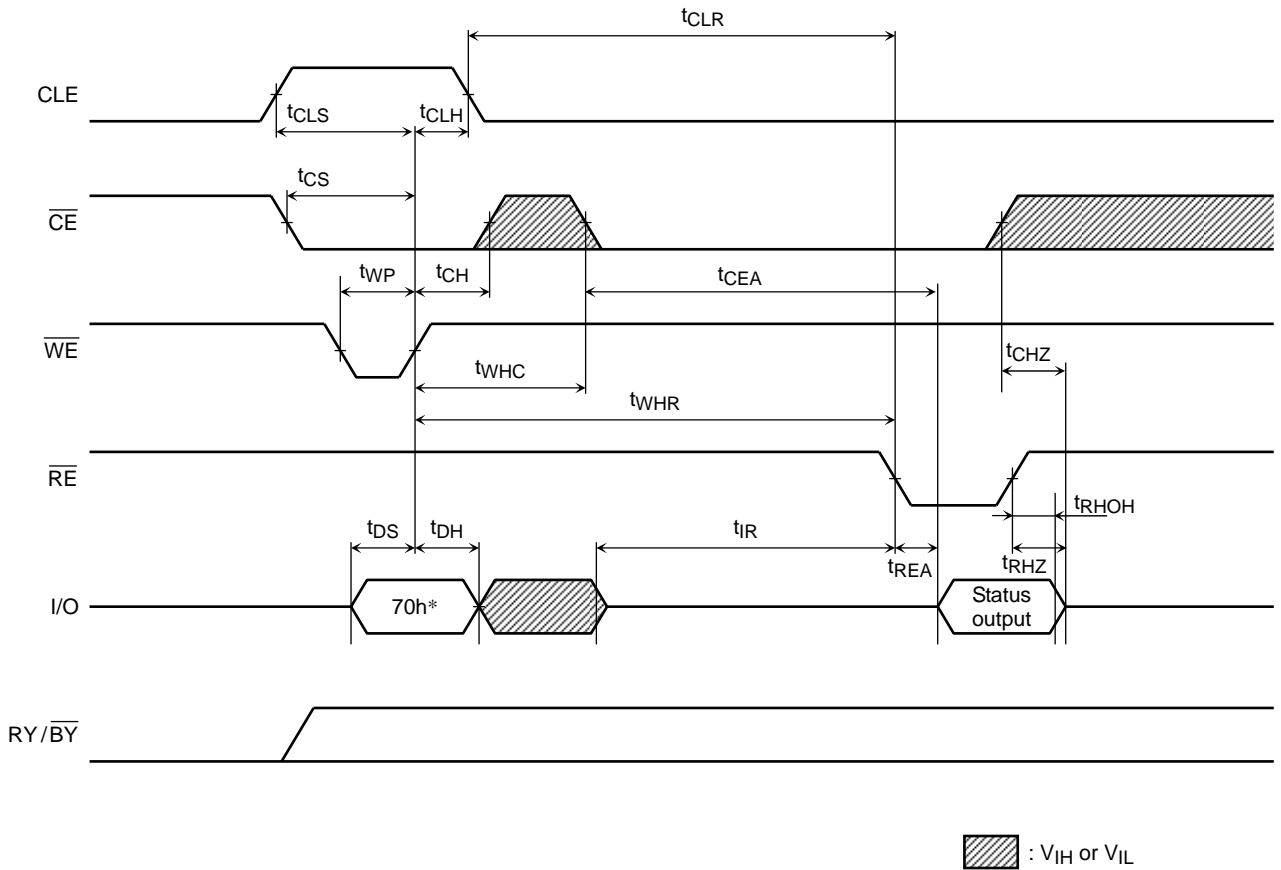 tCLR
CLE
tCLS
tCLH
tCS
CE
tWP
tCH
tCEA
WE
tCHZ
tWHC
tWHR
RE
tRHOH
tDS
tDH
tIR
tREA
tRHZ
I/O
70h*
Status
output
RY/BY
: VIH or VIL